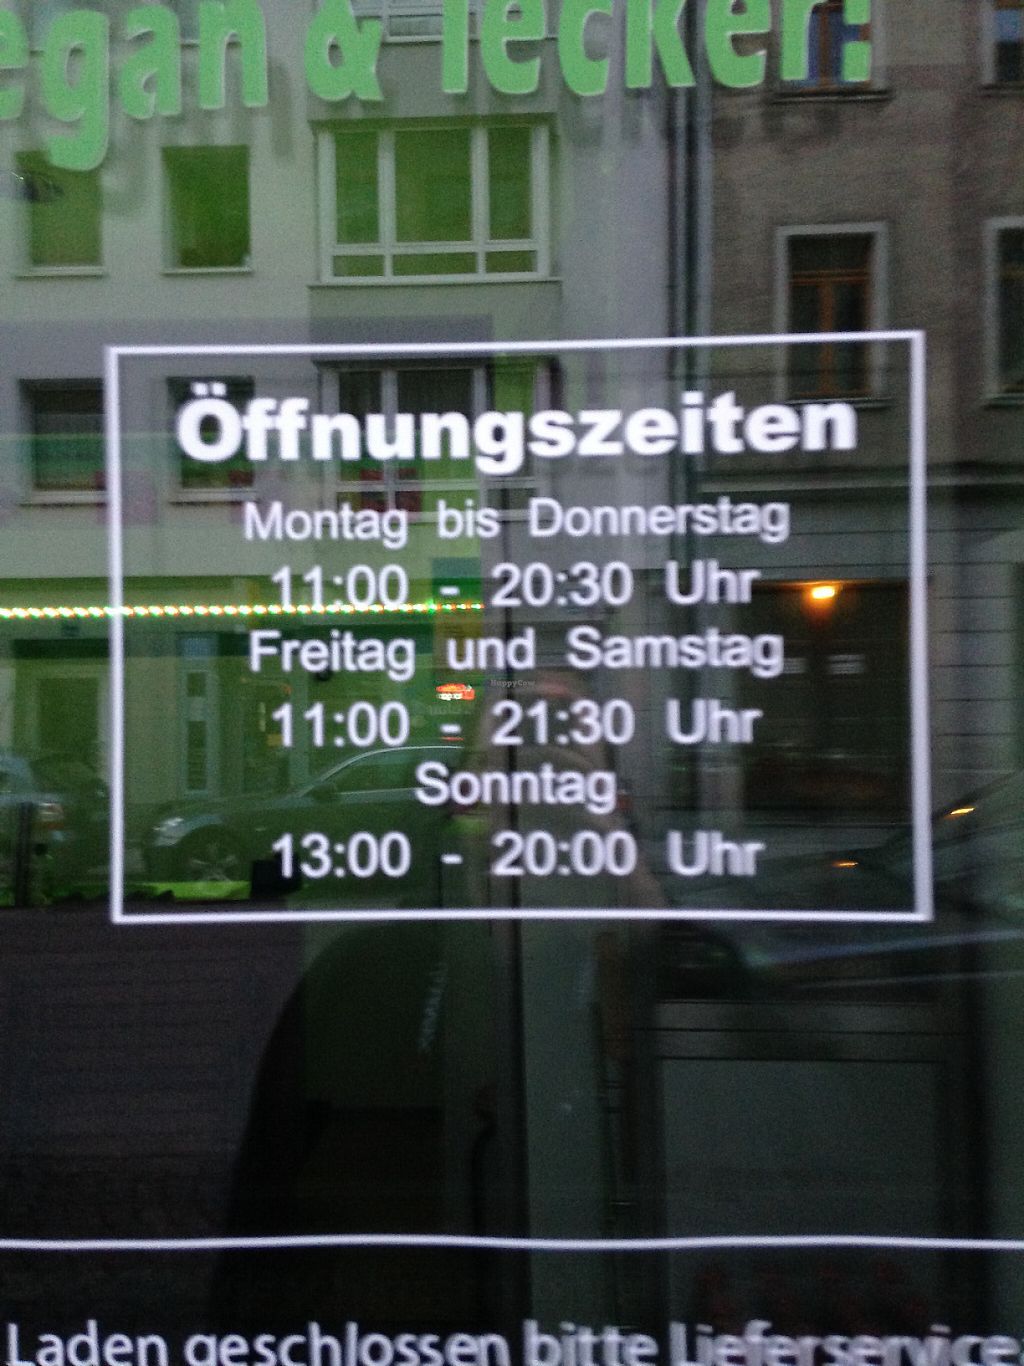 egan & lecker:
Öffnungszeiten
Montag bis Donnerstag
11:00 - 20:30 Uhr
Freitag und Samstag
11:00 - 21:30 Uhr
HappyCow
Sonntag
13:00 - 20:00 Uhr
Laden geschlossen bitte Lieferservice